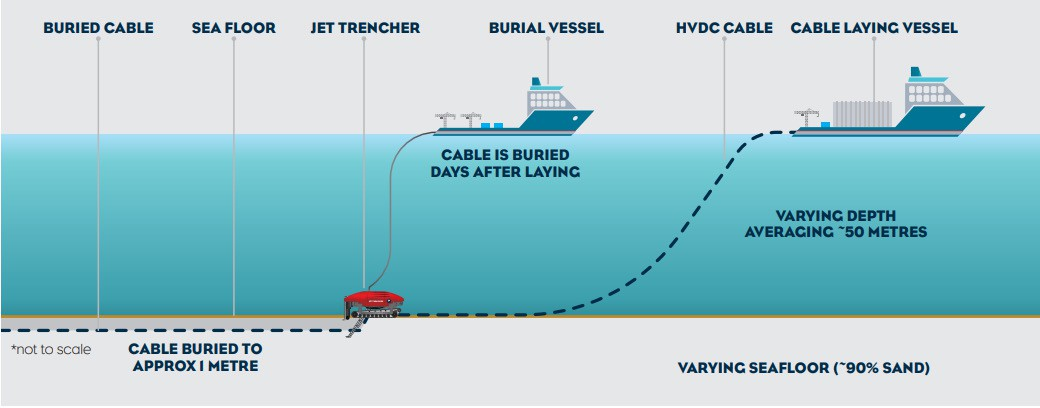 BURIED CABLE
SEA FLOOR
JET TRENCHER
BURIAL VESSEL
HVDC CABLE
CABLE LAYING VESSEL
CABLE IS BURIED
DAYS AFTER LAYING
VARYING DEPTH
AVERAGING ~50 METRES
*not to scale
CABLE BURIED TO
APPROX 1 METRE
VARYING SEAFLOOR (~90% SAND)